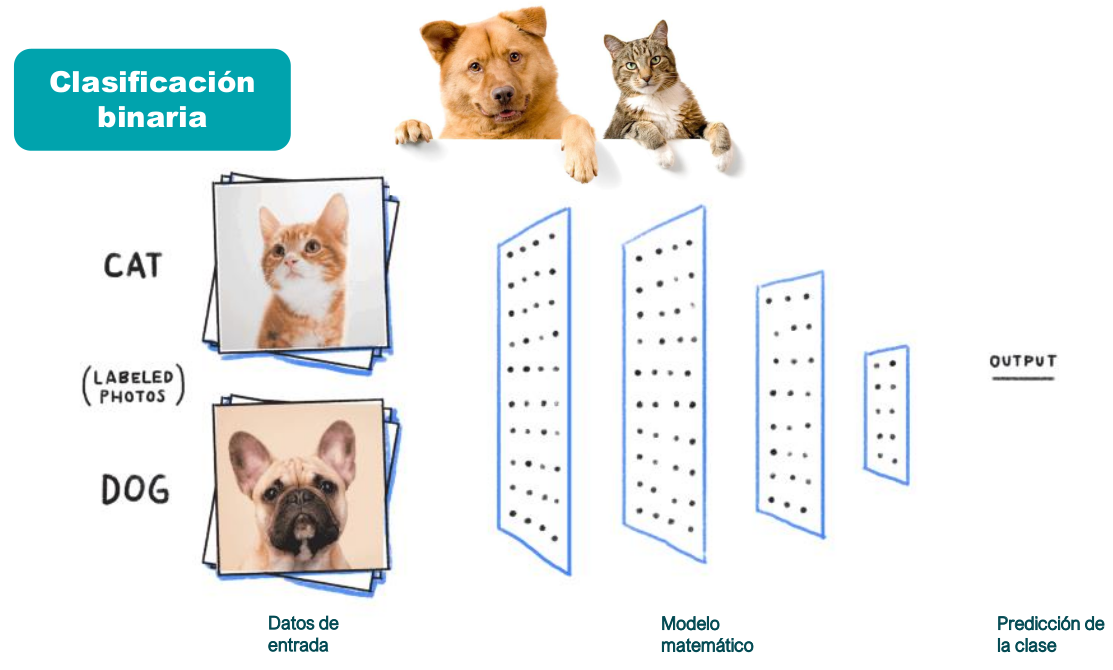 Clasificación
binaria
CAT
(LABELED
PHOTOS)
DOG
OUTPUT
Datos de
entrada
Modelo
matemático
Predicción de
la clase